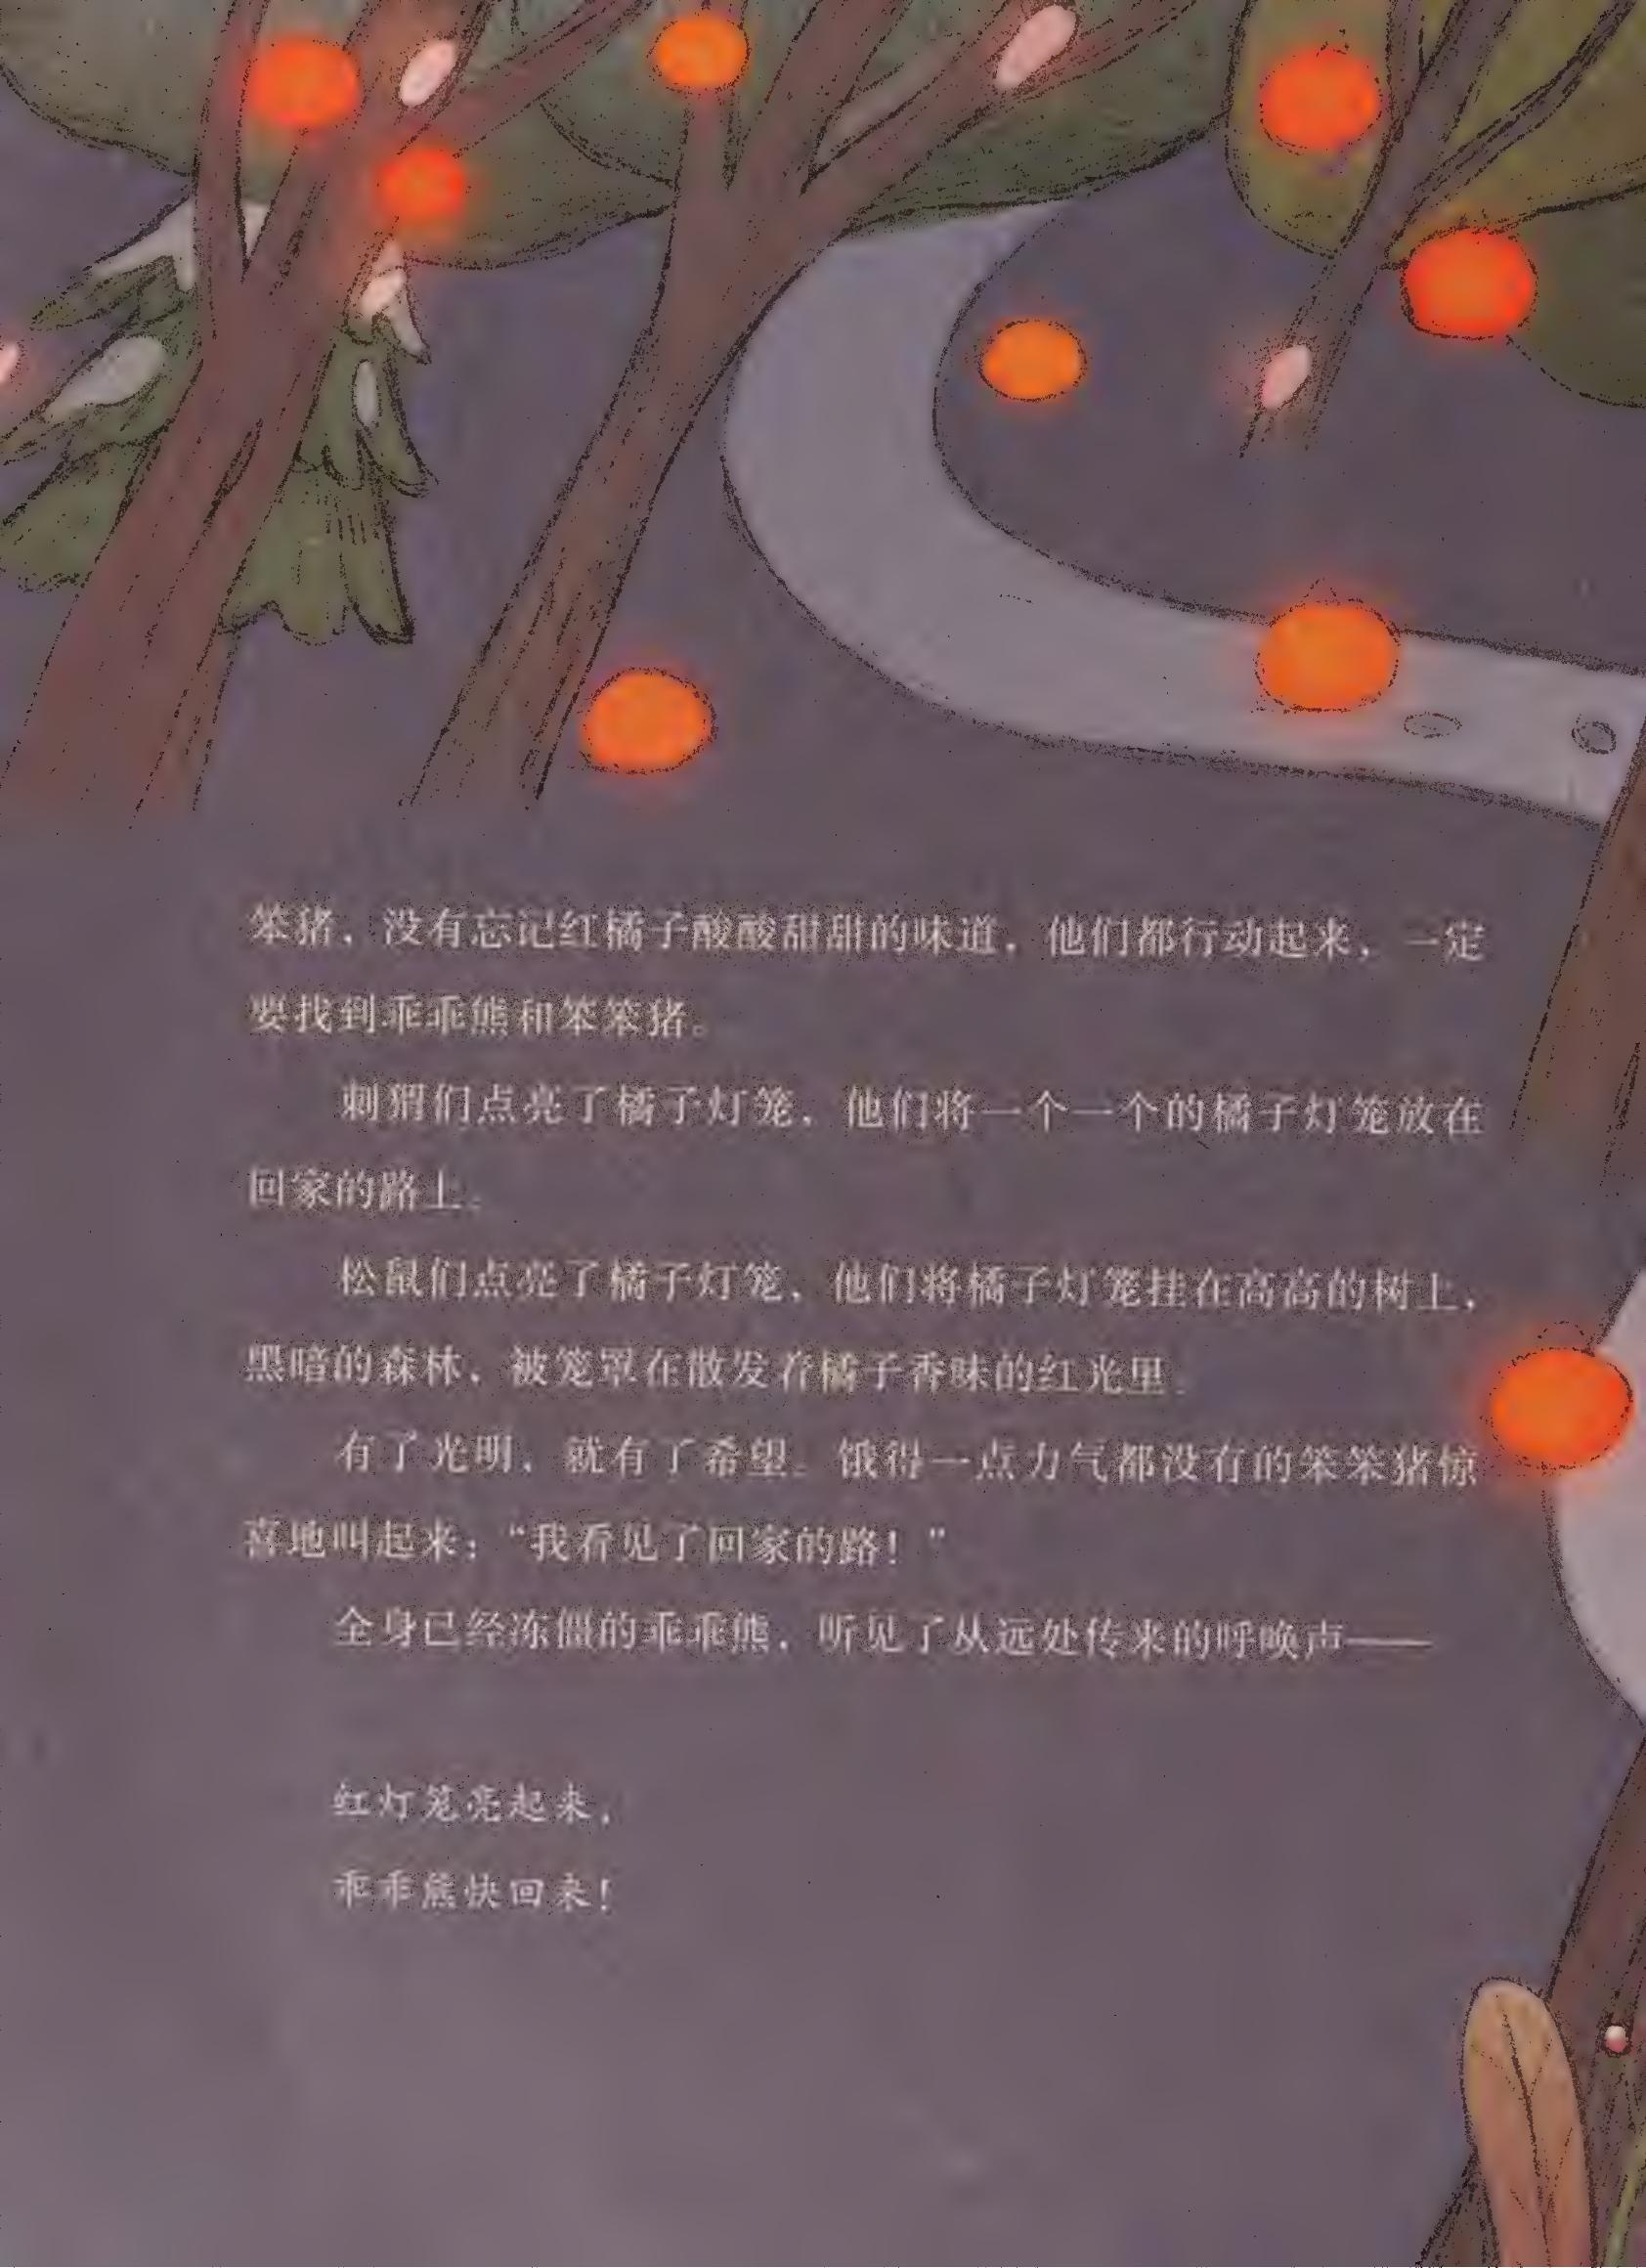 笨猪，没有忘记红橘子酸酸甜甜的味道，他们都行动起来，一定
要找到乖乖熊和笨笨猪。
刺猬们点亮了橘子灯笼，他们将一个一个的橘子灯笼放在
回家的路上。
松鼠们点亮了橘子灯笼，他们将橘子灯笼挂在高高的树上，
黑暗的森林，被笼罩在散发着橘子香味的红光里。
有了光明，就有了希望。饿得一点力气都没有的笨笨猪惊
喜地叫起来：“我看见了回家的路！”
全身已经冻僵的乖乖熊，听见了从远处传来的呼唤声——
红灯笼亮起来，
乖乖熊快回来！